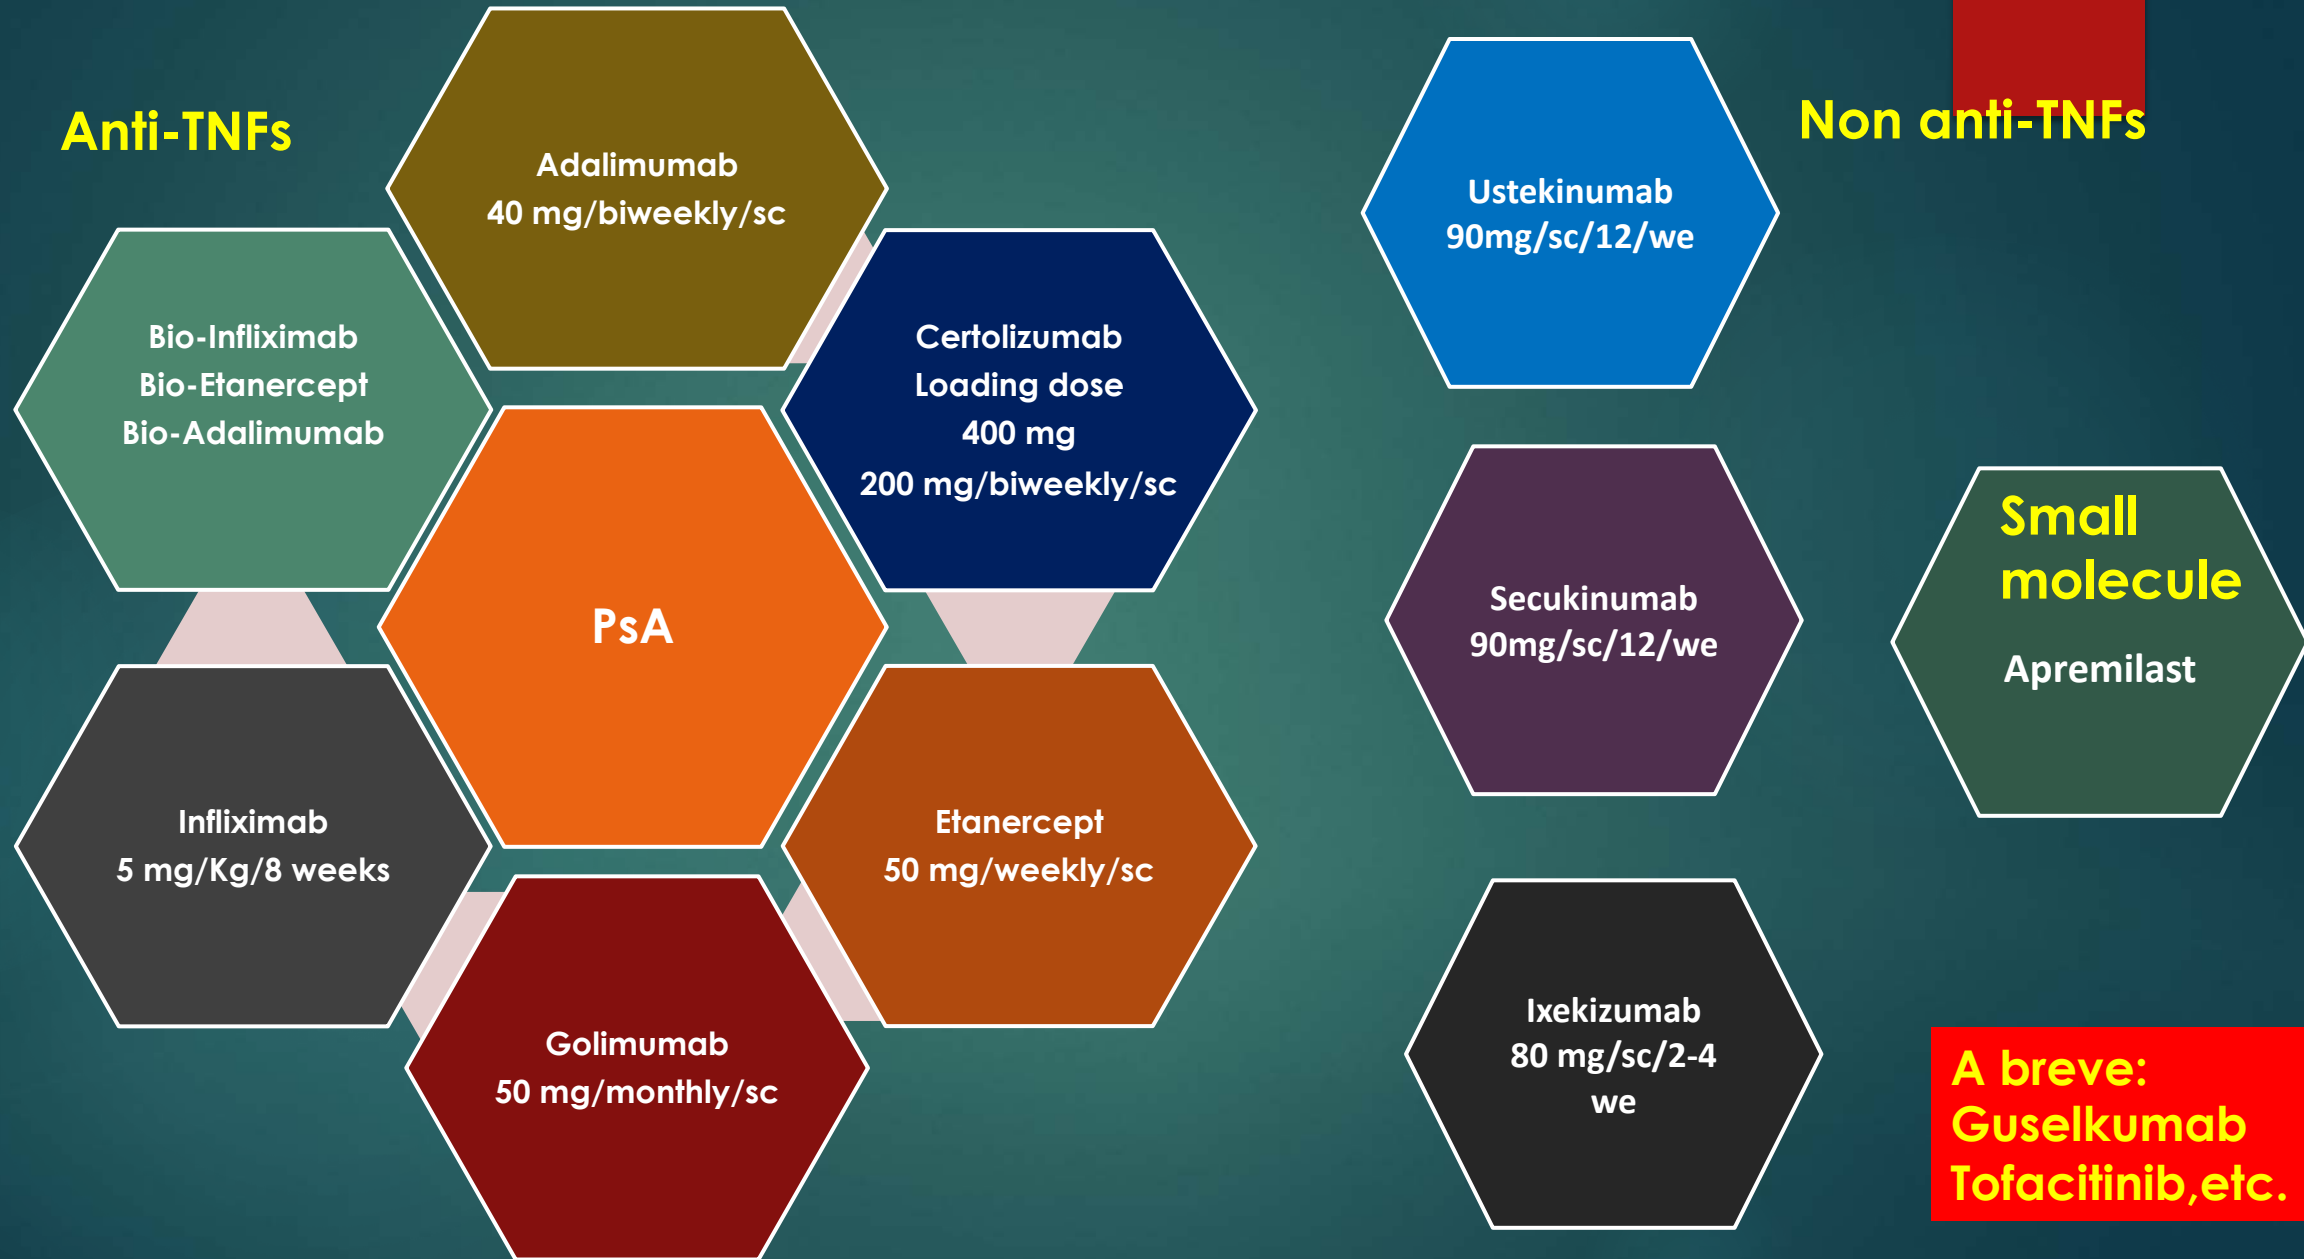 Anti-TNFs
Adalimumab
40 mg/biweekly/sc
Bio-Infliximab
Bio-Etanercept
Bio-Adalimumab
Certolizumab
Loading dose
400 mg
200 mg/biweekly/sc
PsA
Infliximab
5 mg/Kg/8 weeks
Etanercept
50 mg/weekly/sc
Golimumab
50 mg/monthly/sc
Non anti-TNFs
Ustekinumab
90mg/sc/12/we
Secukinumab
90mg/sc/12/we
Ixekizumab
80 mg/sc/2-4
we
Small
molecule
Apremilast
A breve:
Guselkumab
Tofacitinib,etc.